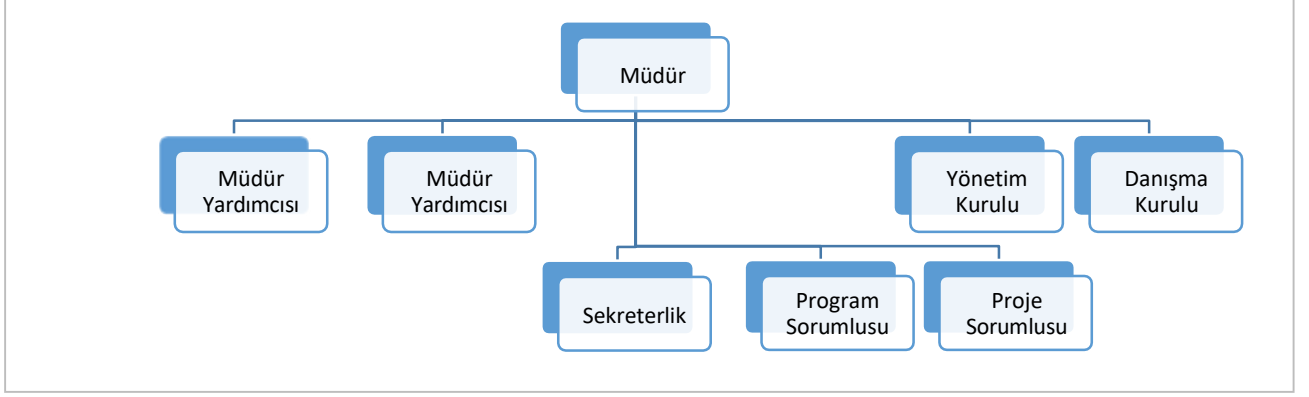 Müdür
Müdür
Yardımcısı
Müdür
Yardımcısı
Yönetim
Kurulu
Danışma
Kurulu
Sekreterlik
Program
Sorumlusu
Proje
Sorumlusu